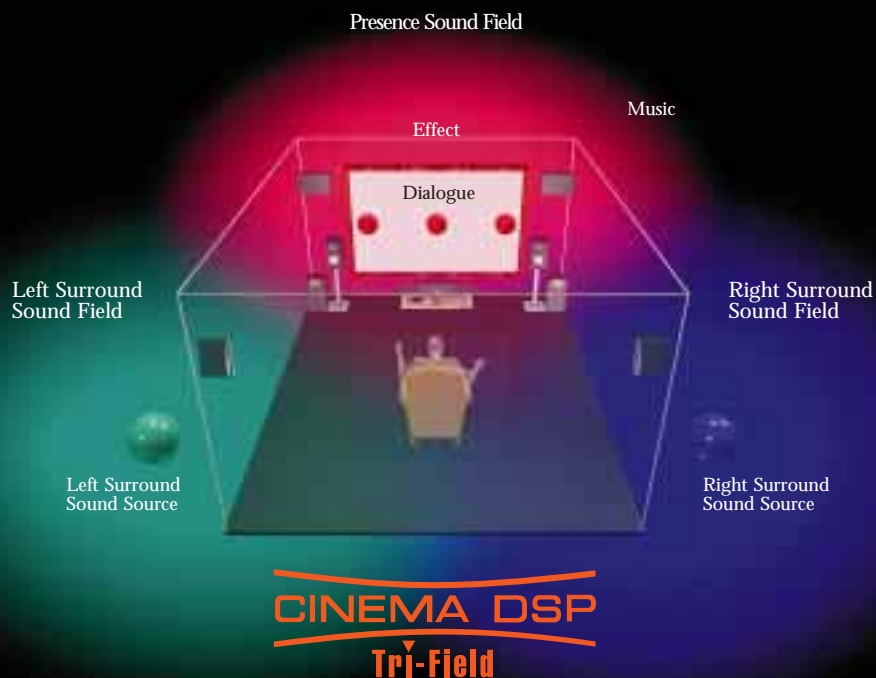 Presence Sound Field
Music
Effect
Dialogue
Left Surround
Sound Field
Right Surround
Sound Field
Left Surround
Sound Source
Right Surround
Sound Source
CINEMA DSP
Tri-Field